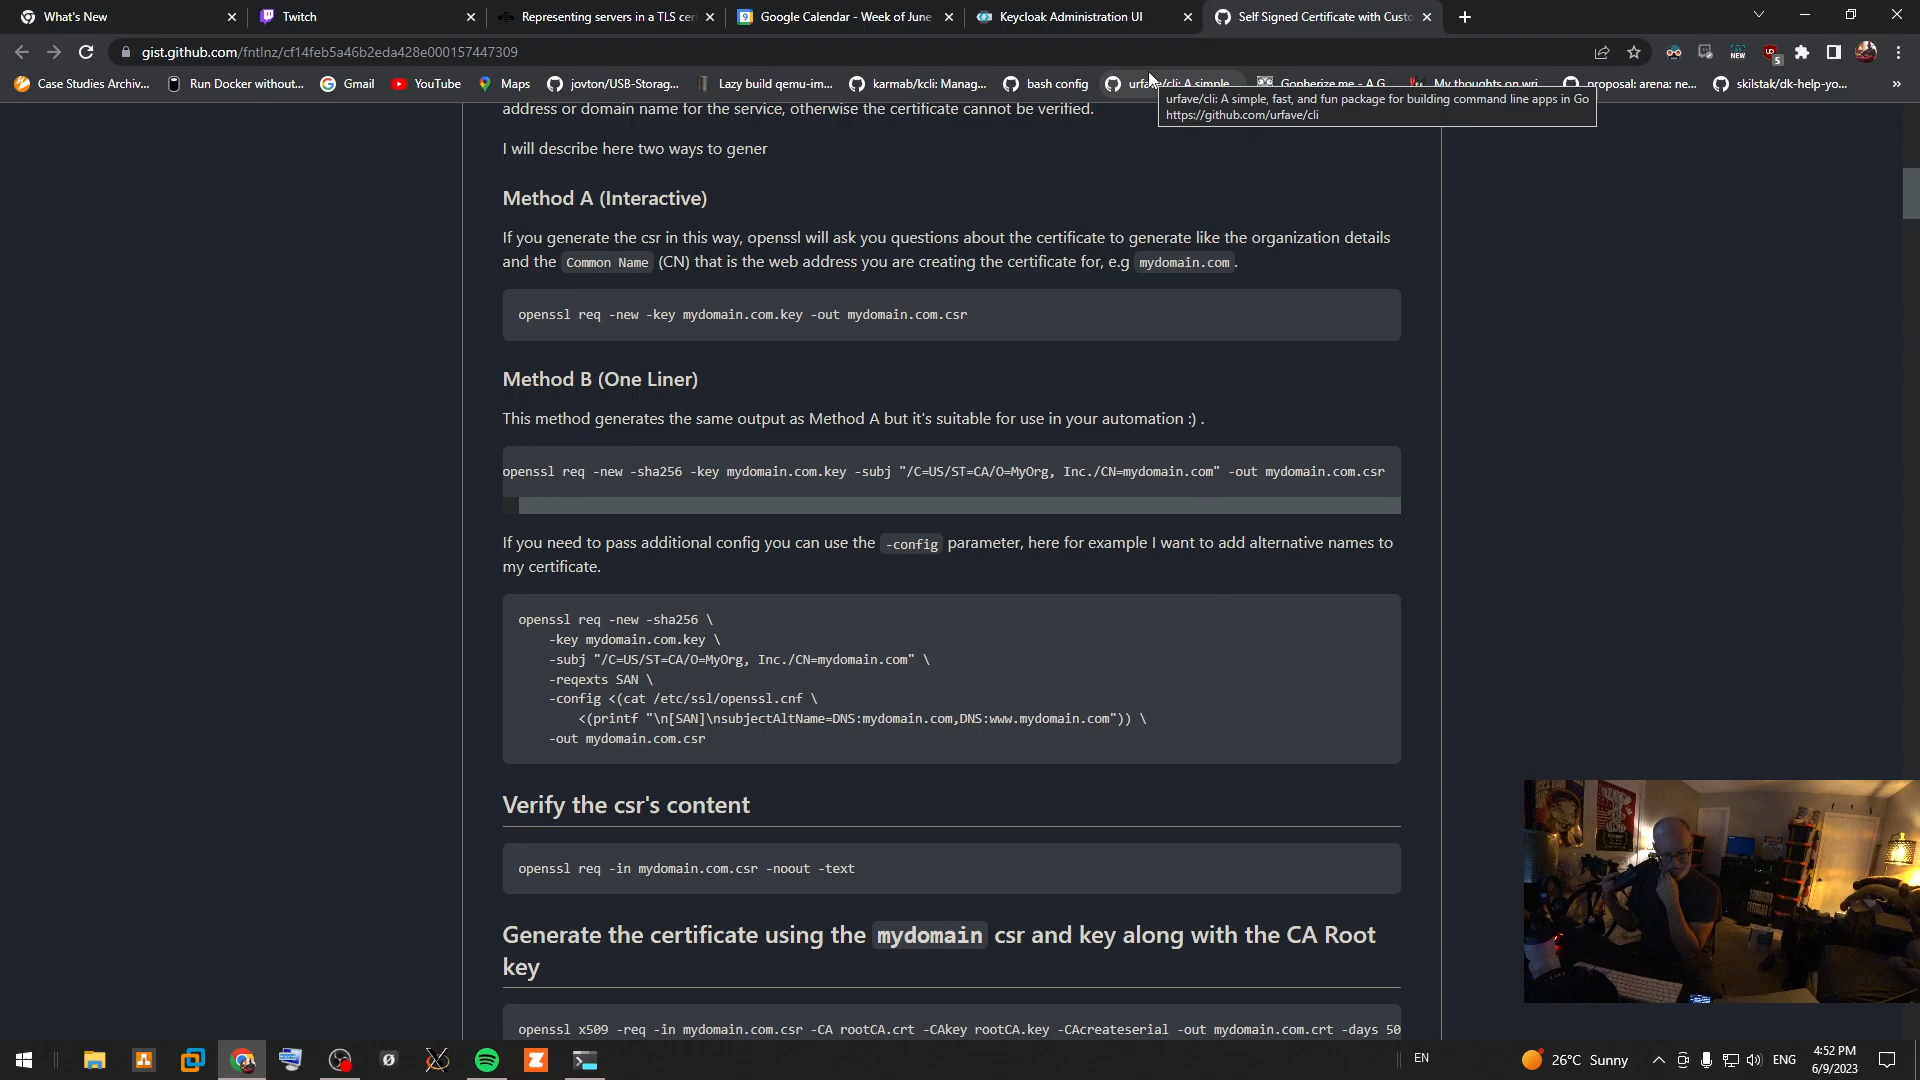 What's New
Twitch
Representing servers in a TLS cer
Google Calendar - Week of June
Keycloak Administration UI
Self Signed Certificate with Custo
gist.github.com/fntlnz/cf14feb5a46b2eda428e000157447309
Case Studies Archiv...
Run Docker without...
Gmail
YouTube
Maps
jovton/USB-Storag...
Lazy build qemu-im...
karmab/kcli: Manag...
bash config
urfave/cli: A simple,
Gopherize.me - A G
My thoughts on wri
proposal: arena: ne...
skilstak/dk-help-yo...
»
urfave/cli: A simple, fast, and fun package for building command line apps in Go
https://github.com/urfave/cli
address or domain name for the service, otherwise the certificate cannot be verified.
I will describe here two ways to gener
Method A (Interactive)
If you generate the csr in this way, openssl will ask you questions about the certificate to generate like the organization details
and the Common Name (CN) that is the web address you are creating the certificate for, e.g mydomain.com .
openssl req -new -key mydomain.com.key -out mydomain.com.csr
Method B (One Liner)
This method generates the same output as Method A but it's suitable for use in your automation :) .
openssl req -new -sha256 -key mydomain.com.key -subj "/C=US/ST=CA/O=MyOrg, Inc./CN=mydomain.com" -out mydomain.com.csr
If you need to pass additional config you can use the -config parameter, here for example I want to add alternative names to
my certificate.
openssl req -new -sha256 \
-key mydomain.com.key \
-subj "/C=US/ST=CA/O=MyOrg, Inc./CN=mydomain.com" \
-reqexts SAN \
-config <(cat /etc/ssl/openssl.cnf \
<(printf "\n[SAN]\nsubjectAltName=DNS:mydomain.com,DNS:www.mydomain.com")) \
-out mydomain.com.csr
Verify the csr's content
openssl req -in mydomain.com.csr -noout -text
Generate the certificate using the mydomain csr and key along with the CA Root
key
openssl x509 -req -in mydomain.com.csr -CA rootCA.crt -CAkey rootCA.key -CAcreateserial -out mydomain.com.crt -days 50
EN
26°C Sunny
ENG
4:52 PM
6/9/2023